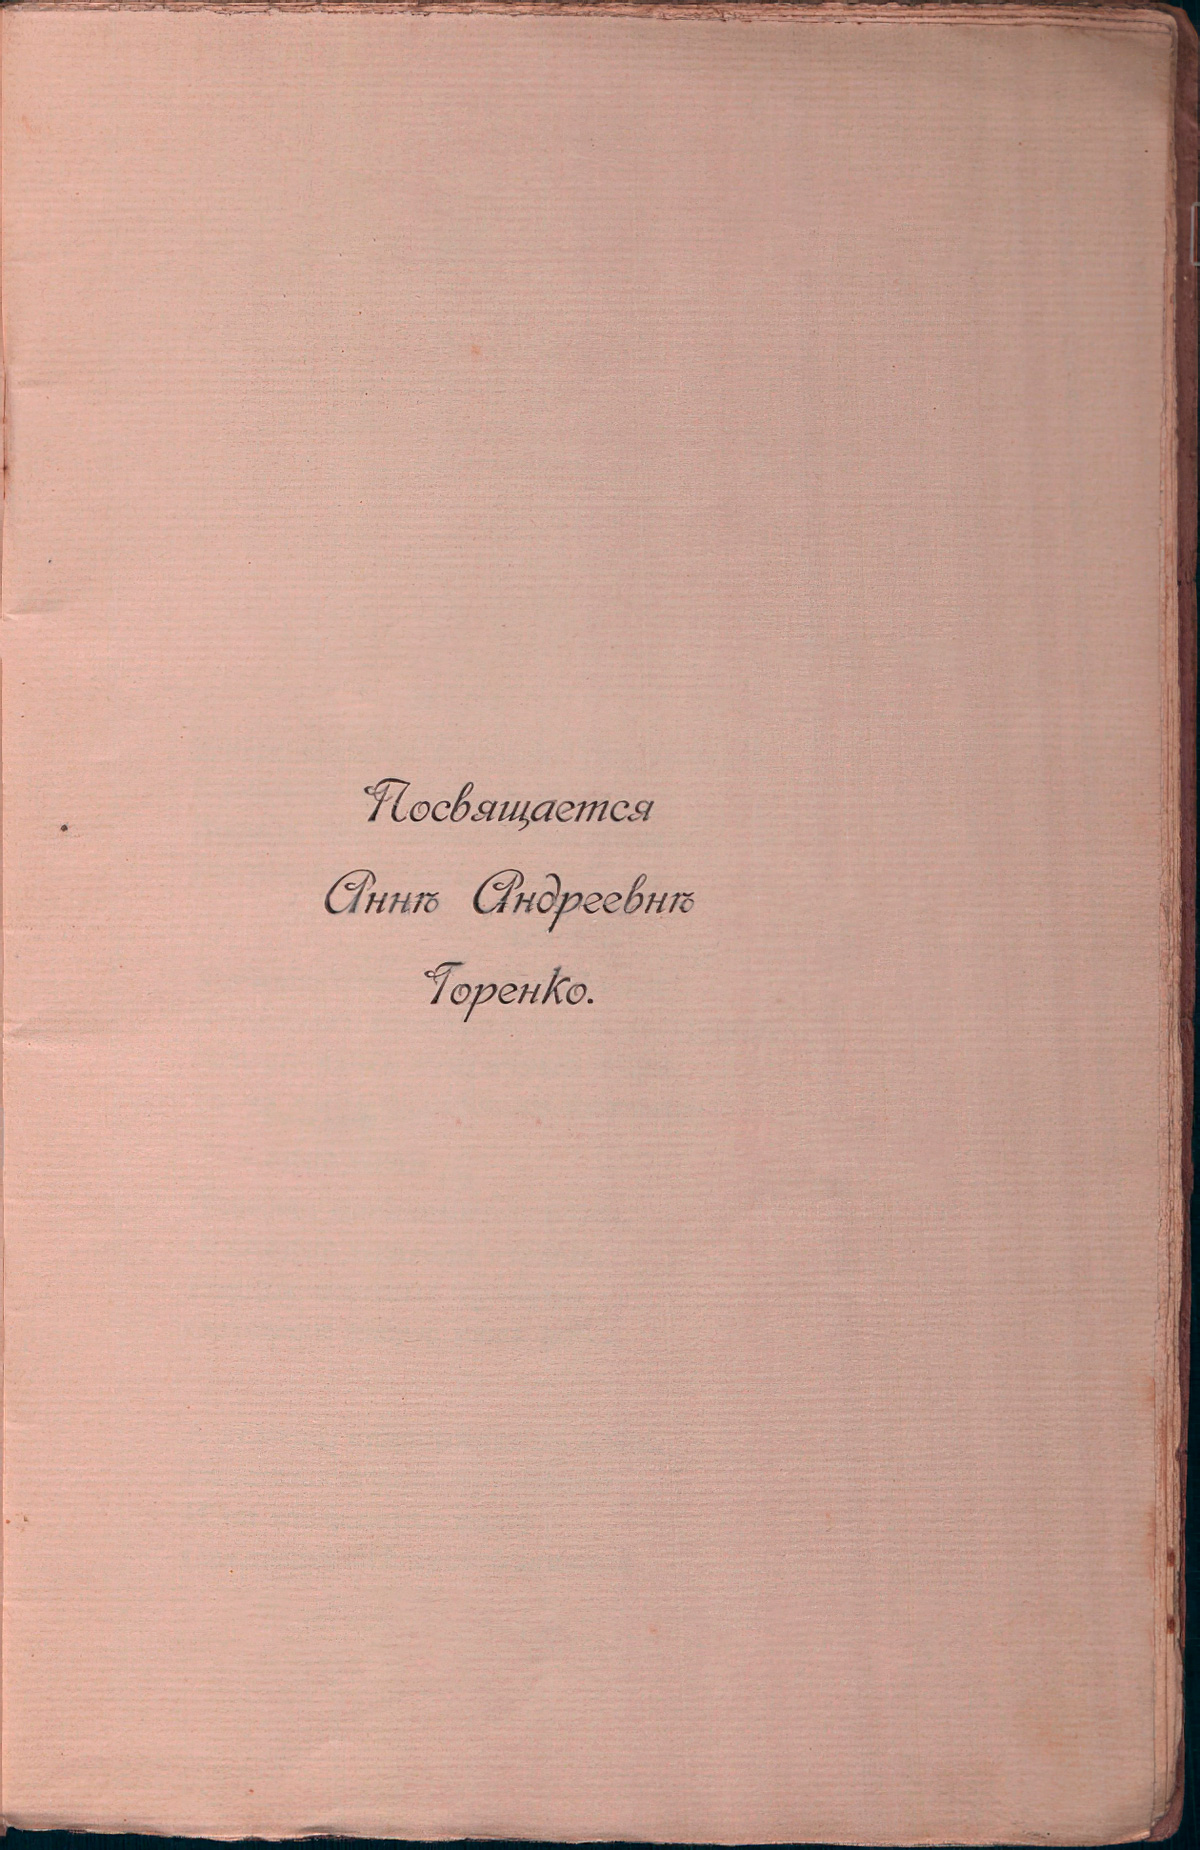 Посвящается
Аннѣ Андреевнѣ
Горенко.